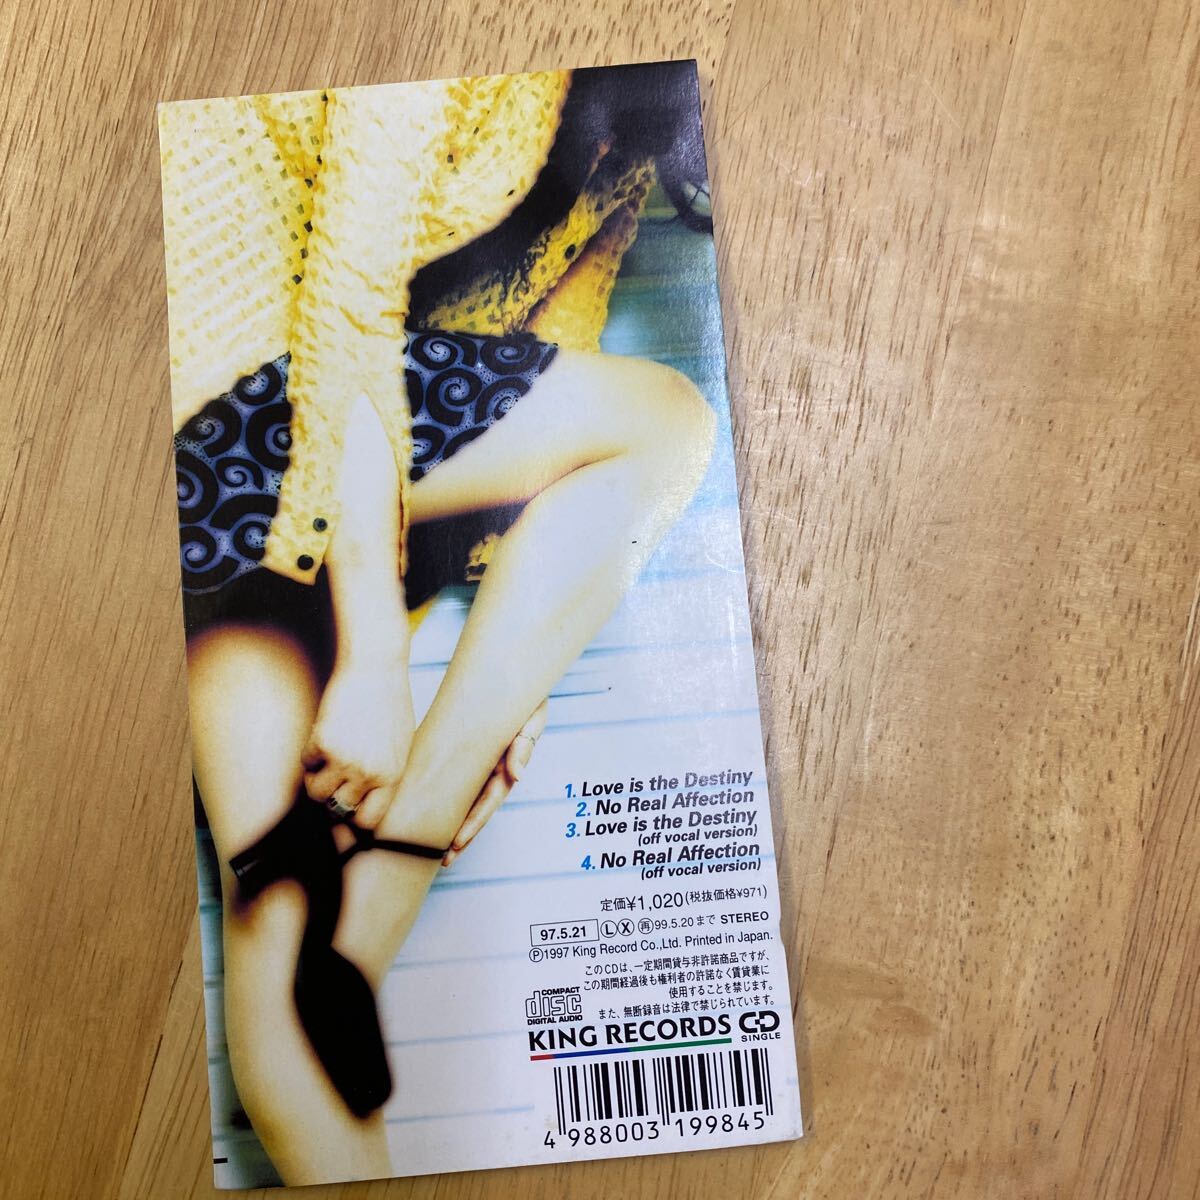 1. Love is the Destiny
2. No Real Affection
3. Love is the Destiny
(off vocal version)
4. No Real Affection
(off vocal version)
定価¥1,020(税抜価格¥971)
97.5.21 Ⓛ Ⓧ ㊢99.5.20まで STEREO
Ⓟ1997 King Record Co.,Ltd. Printed in Japan.
このCDは、一定期間貸与非許諾商品ですが、
この期間経過後も権利者の許諾なく賃貸業に
使用することを禁じます。
また、無断録音は法律で禁じられています。
COMPACT
disc
DIGITAL AUDIO
KING RECORDS
CD
SINGLE
4 988003 199845